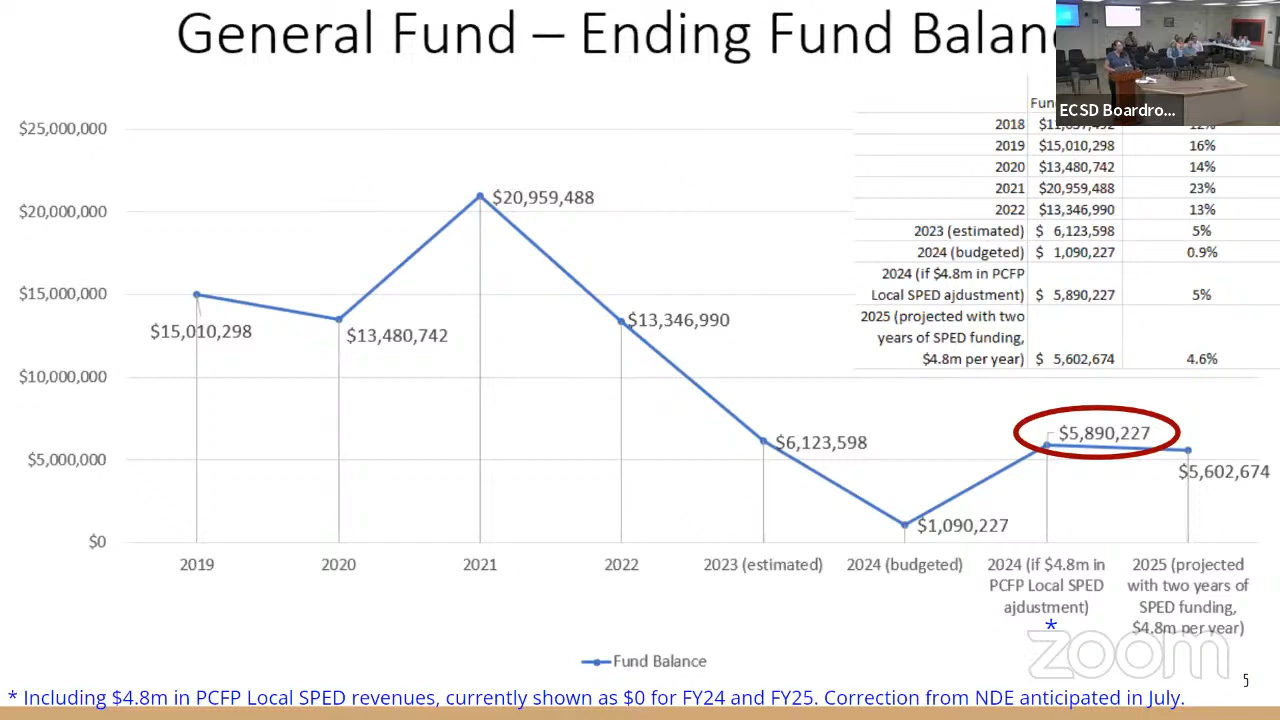 General Fund – Ending Fund Balan
ECSD Boardro...
$25,000,000
$20,000,000
$15,000,000
$10,000,000
$5,000,000
$0
$15,010,298
$13,480,742
$20,959,488
$13,346,990
$6,123,598
$1,090,227
$5,890,227
$5,602,674
2018 12%
2019 $15,010,298 16%
2020 $13,480,742 14%
2021 $20,959,488 23%
2022 $13,346,990 13%
2023 (estimated) $ 6,123,598 5%
2024 (budgeted) $ 1,090,227 0.9%
2024 (if $4.8m in PCFP
Local SPED ajdustment) $ 5,890,227 5%
2025 (projected with two
years of SPED funding,
$4.8m per year) $ 5,602,674 4.6%
2019
2020
2021
2022
2023 (estimated)
2024 (budgeted)
2024 (if $4.8m in
PCFP Local SPED
ajdustment)
*
2025 (projected
with two years of
SPED funding,
$4.8m per year)
zoom
Fund Balance
5
* Including $4.8m in PCFP Local SPED revenues, currently shown as $0 for FY24 and FY25. Correction from NDE anticipated in July.